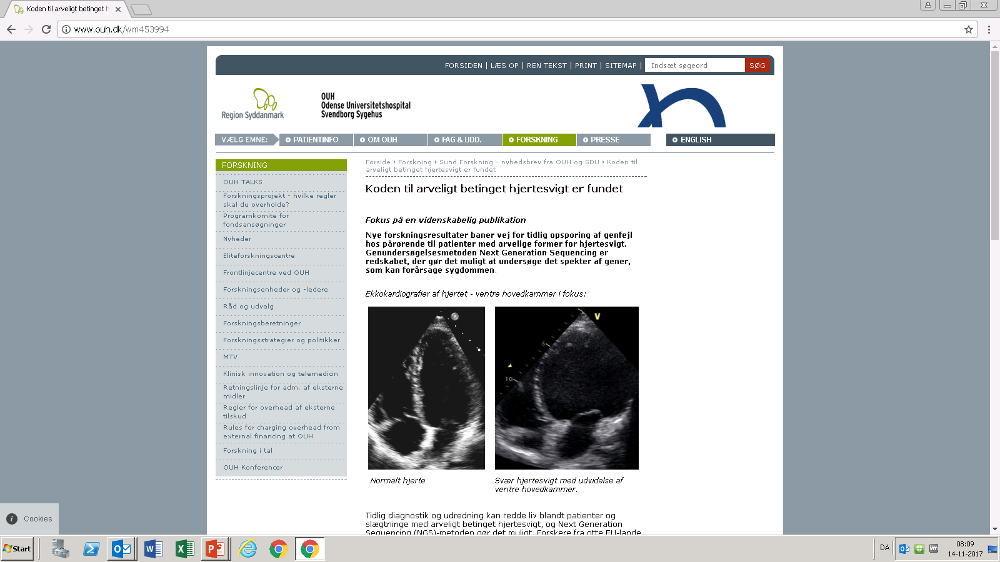 Koden til arveligt betinget h
www.ouh.dk/wm453994
FORSIDEN | LÆS OP | REN TEKST | PRINT | SITEMAP |
Indsæt søgeord
SØG
Region Syddanmark
OUH
Odense Universitetshospital
Svendborg Sygehus
VÆLG EMNE:
PATIENTINFO
OM OUH
FAG & UDD.
FORSKNING
PRESSE
ENGLISH
FORSKNING
OUH TALKS
Forskningsprojekt - hvilke regler
skal du overholde?
Programkomite for
fondsansøgninger
Nyheder
Eliteforskningscentre
Frontlinjecentre ved OUH
Forskningsenheder og -ledere
Råd og udvalg
Forskningsberetninger
Forskningsstrategier og politikker
MTV
Klinisk innovation og telemedicin
Retningslinje for adm. af eksterne
midler
Regler for overhead af eksterne
tilskud
Rules for charging overhead from
external financing at OUH
Forskning i tal
OUH Konferencer
Forside › Forskning › Sund Forskning - nyhedsbrev fra OUH og SDU › Koden til
arveligt betinget hjertesvigt er fundet
Koden til arveligt betinget hjertesvigt er fundet
Fokus på en videnskabelig publikation
Nye forskningsresultater baner vej for tidlig opsporing af genfejl
hos pårørende til patienter med arvelige former for hjertesvigt.
Genundersøgelsesmetoden Next Generation Sequencing er
redskabet, der gør det muligt at undersøge det spekter af gener,
som kan forårsage sygdommen.
Ekkokardiografier af hjertet - ventre hovedkammer i fokus:
P
V
5
10
Normalt hjerte
Svær hjertesvigt med udvidelse af
ventre hovedkammer.
Tidlig diagnostik og udredning kan redde liv blandt patienter og
slægtninge med arveligt betinget hjertesvigt, og Next Generation
Sequencing (NGS)-metoden gør det muligt. Forskere fra otte EU-lande
Cookies
Start
DA
08:09
14-11-2017